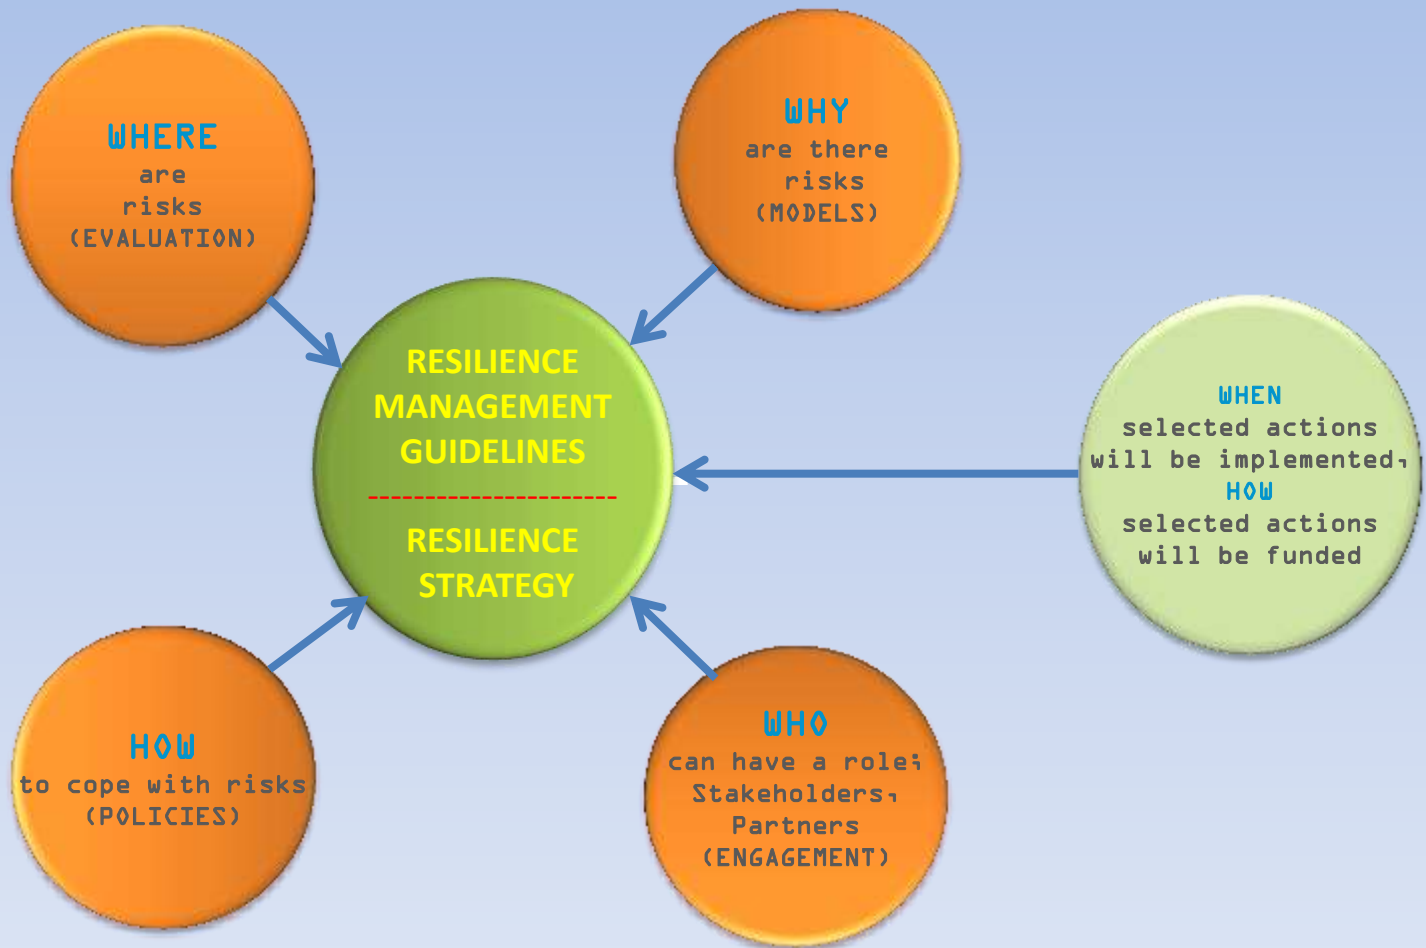 WHERE
are
risks
(EVALUATION)
WHY
are there
risks
(MODELS)
RESILIENCE
MANAGEMENT
GUIDELINES
-----------------------
RESILIENCE
STRATEGY
WHEN
selected actions
will be implemented,
HOW
selected actions
will be funded
HOW
to cope with risks
(POLICIES)
WHO
can have a role;
Stakeholders,
Partners
(ENGAGEMENT)